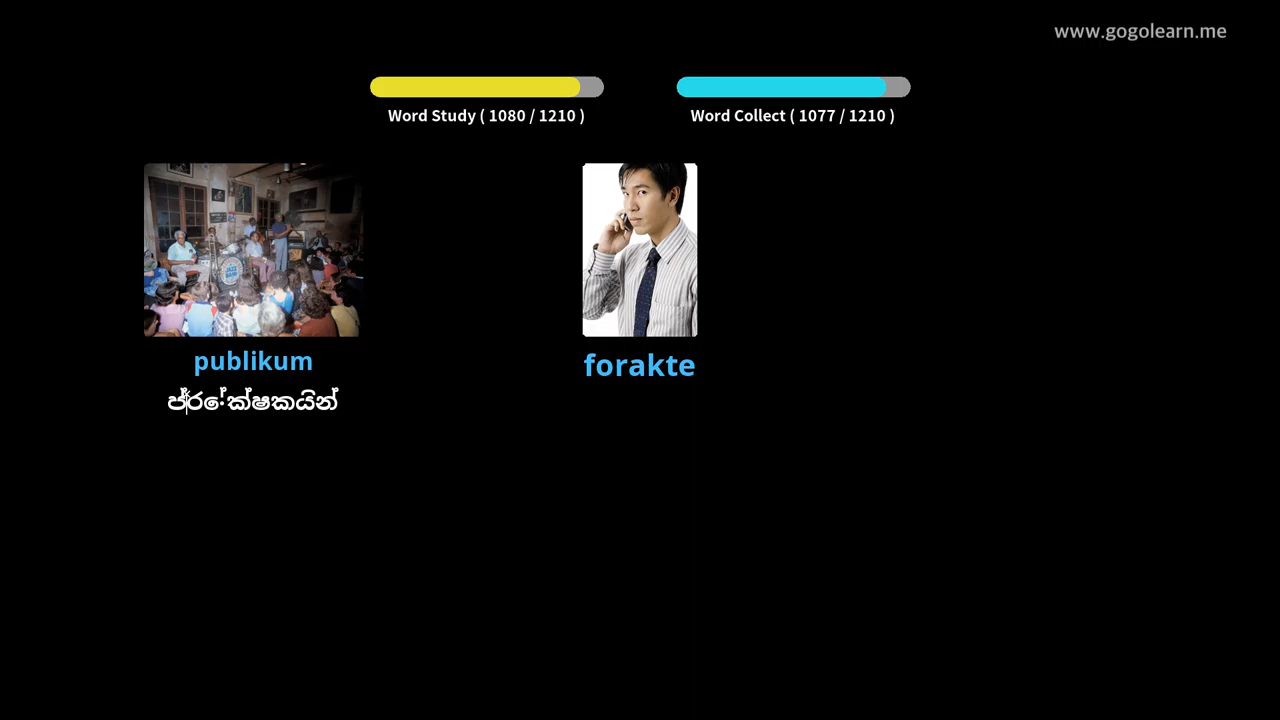 www.gogolearn.me
Word Study ( 1080 / 1210 )
Word Collect ( 1077 / 1210 )
publikum
ප්‍රේක්ෂකයින්
forakte